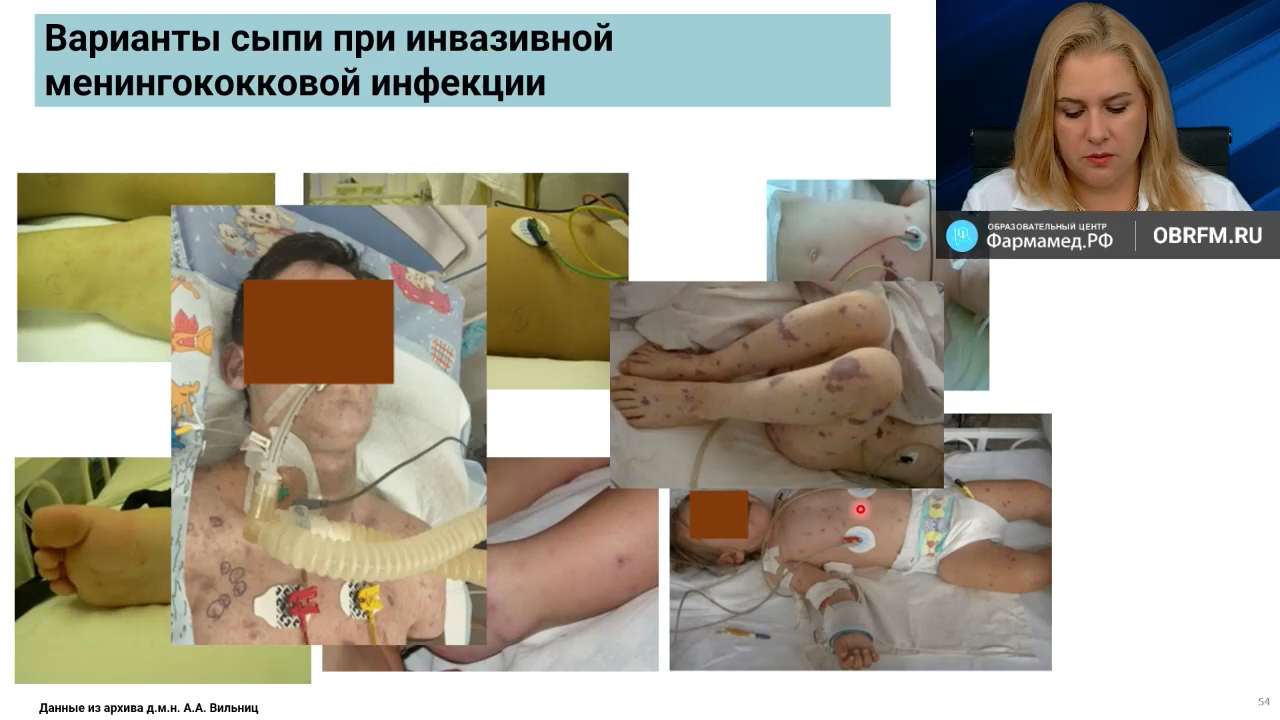 Варианты сыпи при инвазивной
менингококковой инфекции
ОБРАЗОВАТЕЛЬНЫЙ ЦЕНТР
Фармамед.РФ
OBRFM.RU
Данные из архива д.м.н. А.А. Вильниц
54